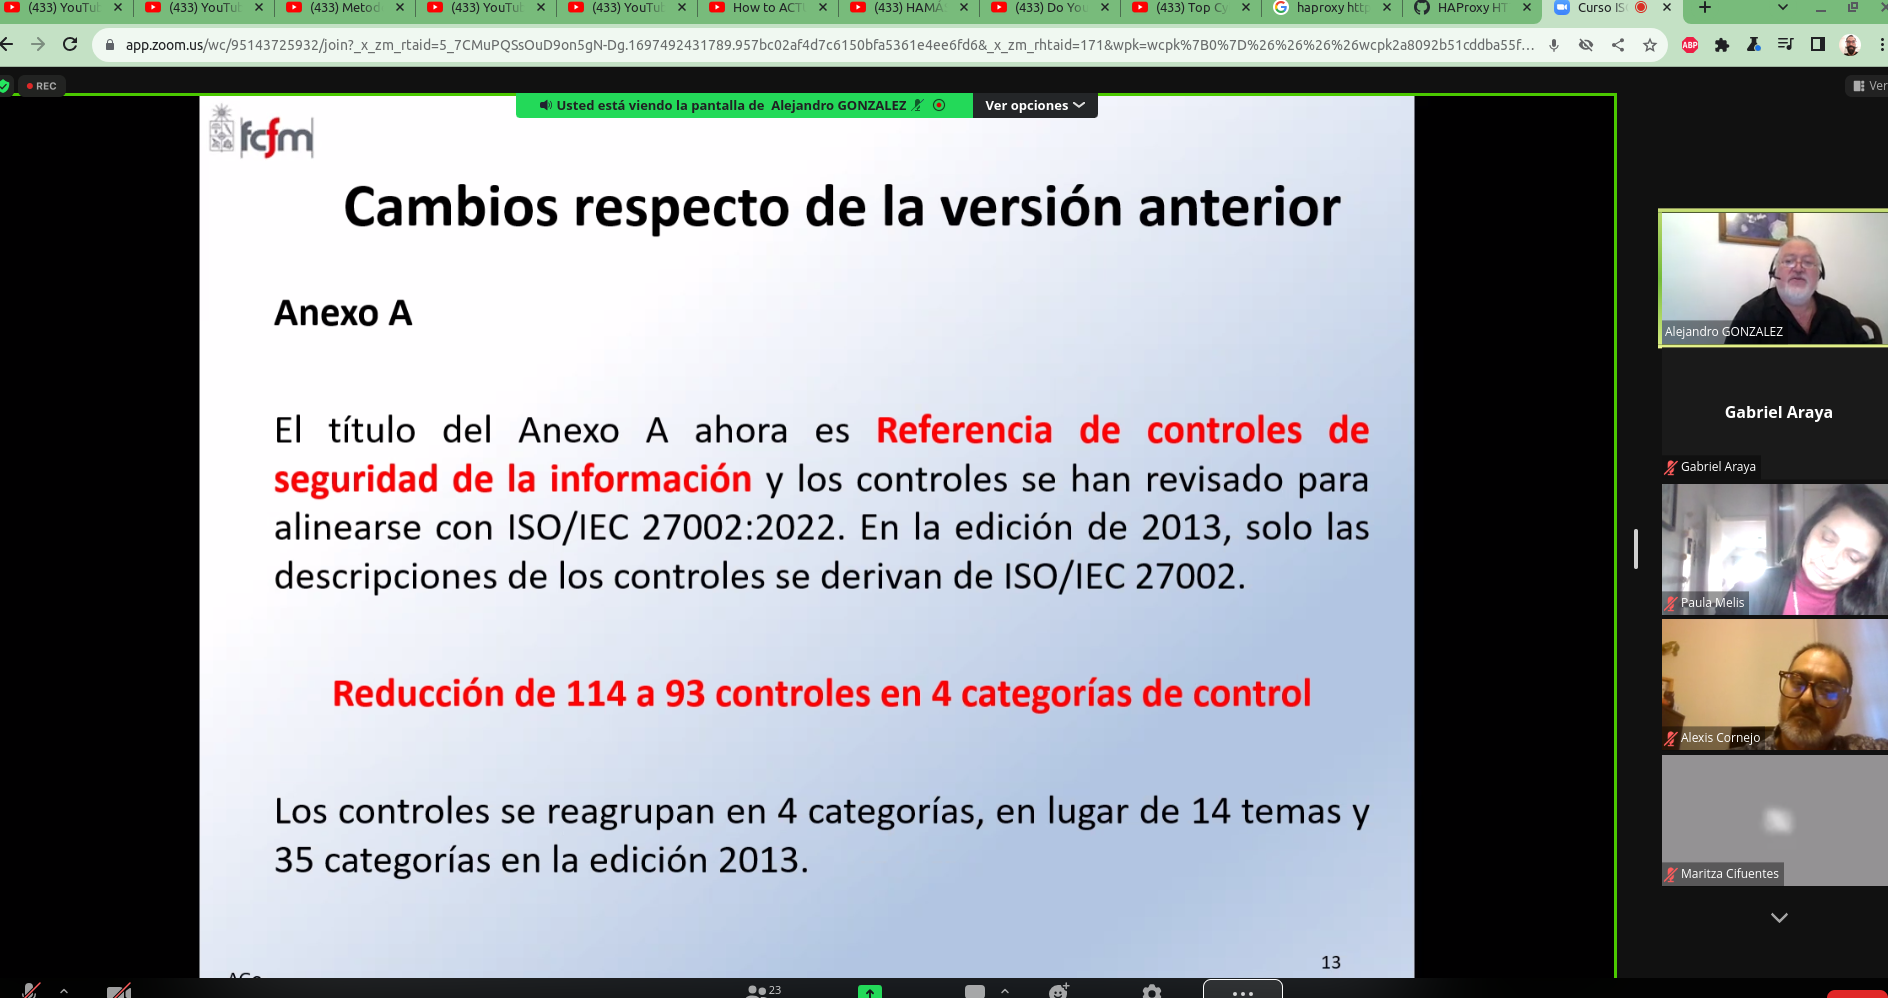 (433) YouTu
(433) YouTu
(433) Metod
(433) YouTu
(433) YouTu
How to ACT
(433) HAMÁ
(433) Do You
(433) Top Cy
haproxy http
HAProxy HT
Curso IS
app.zoom.us/wc/95143725932/join?_x_zm_rtaid=5_7CMuPQSsOuD9on5gN-Dg.1697492431789.957bc02af4d7c6150bfa5361e4ee6fd6&_x_zm_rhtaid=171&wpk=wcpk%7B0%7D%26%26%26%26wcpk2a8092b51cddba55f...
ABP
REC
Usted está viendo la pantalla de Alejandro GONZALEZ
Ver opciones
Ver
fcfm
Cambios respecto de la versión anterior
Anexo A
El título del Anexo A ahora es Referencia de controles de
seguridad de la información y los controles se han revisado para
alinearse con ISO/IEC 27002:2022. En la edición de 2013, solo las
descripciones de los controles se derivan de ISO/IEC 27002.
Reducción de 114 a 93 controles en 4 categorías de control
Los controles se reagrupan en 4 categorías, en lugar de 14 temas y
35 categorías en la edición 2013.
13
Alejandro GONZALEZ
Gabriel Araya
Gabriel Araya
Paula Melis
Alexis Cornejo
Maritza Cifuentes
23